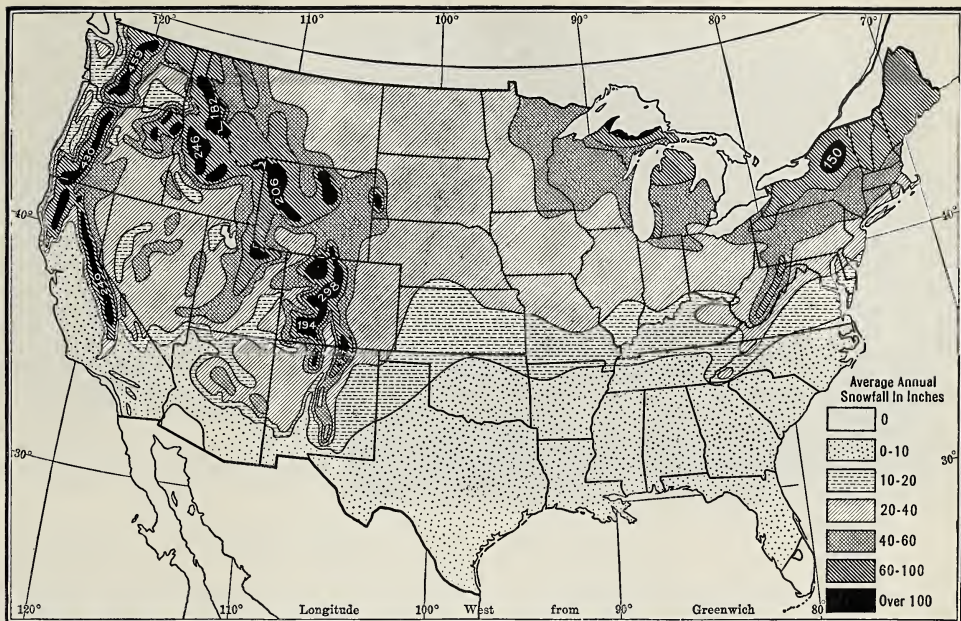 120° 110° 100° 90° 80° 70°
182
246
206
150
40° 40°
194
Average Annual
Snowfall In Inches
0
0-10
10-20
20-40
40-60
60-100
Over 100
30° 30°
120° 110° Longitude 100° West from 90° Greenwich 80°